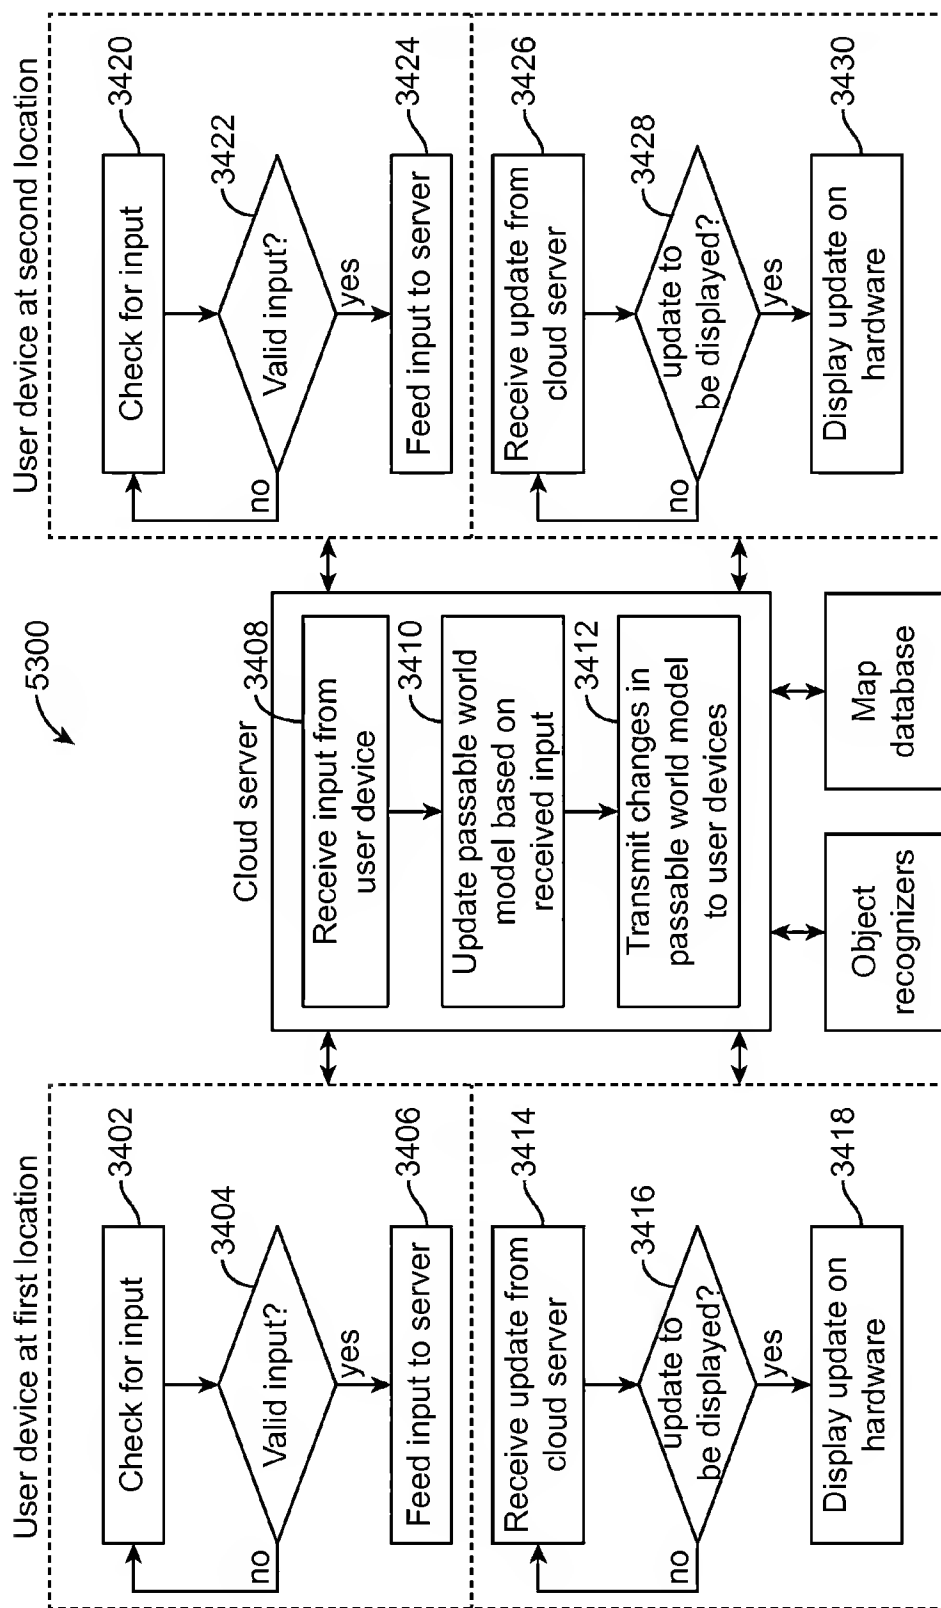 5300
User device at first location
Check for input
3402
Valid input?
3404
no
yes
Feed input to server
3406
Receive update from
cloud server
3414
update to
be displayed?
3416
no
yes
Display update on
hardware
3418
Cloud server
Receive input from
user device
3408
Update passable world
model based on
received input
3410
Transmit changes in
passable world model
to user devices
3412
Object
recognizers
Map
database
User device at second location
Check for input
3420
Valid input?
3422
no
yes
Feed input to server
3424
Receive update from
cloud server
3426
update to
be displayed?
3428
no
yes
Display update on
hardware
3430